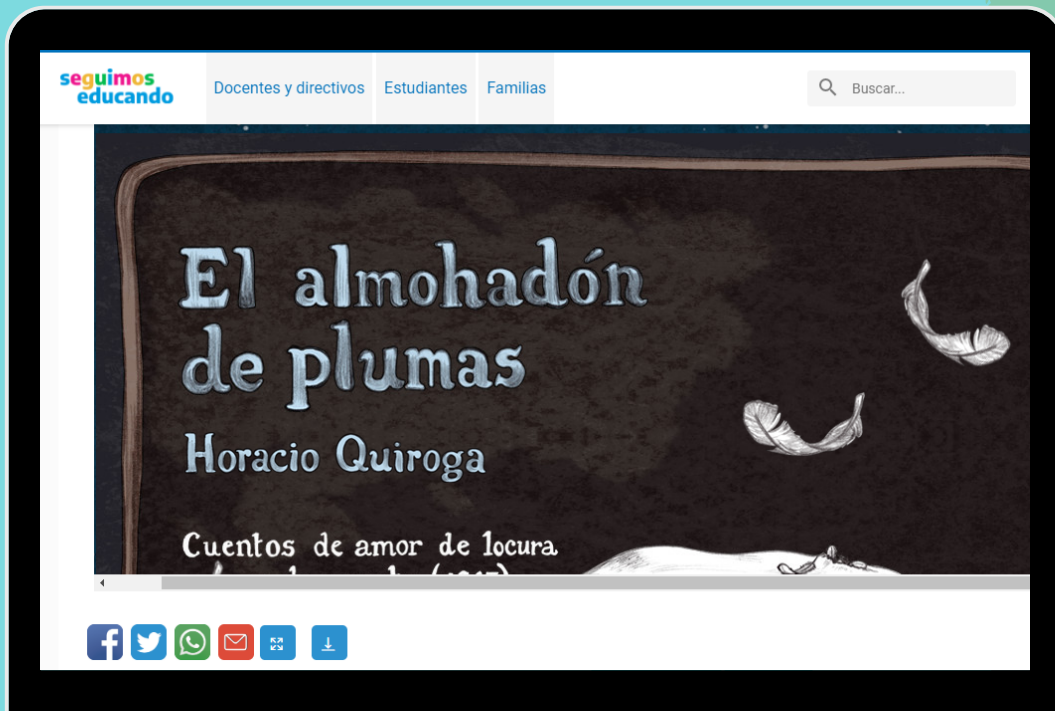 seguimos
educando
Docentes y directivos Estudiantes Familias
Buscar...
El almohadón
de plumas
Horacio Quiroga
Cuentos de amor de locura